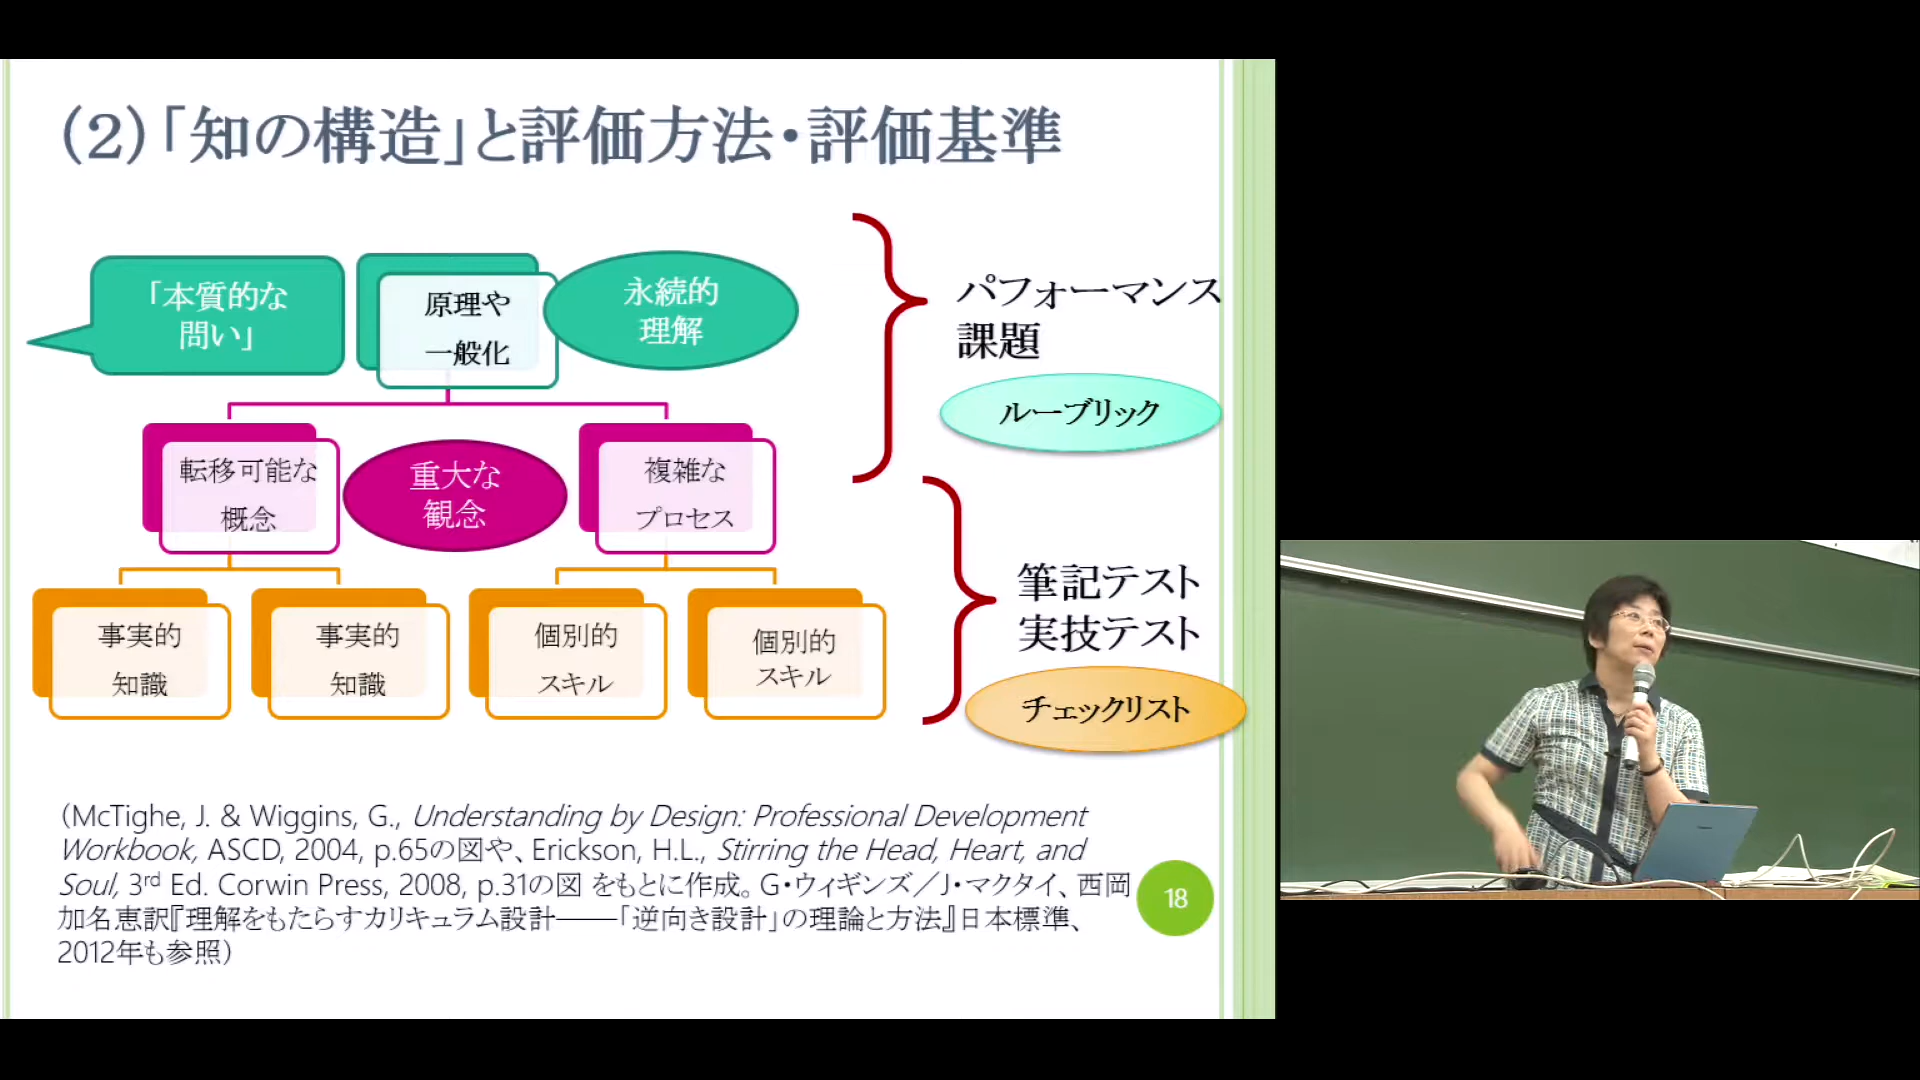 (2)「知の構造」と評価方法・評価基準
「本質的な
問い」
原理や
一般化
永続的
理解
パフォーマンス
課題
ルーブリック
転移可能な
概念
重大な
観念
複雑な
プロセス
事実的
知識
事実的
知識
個別的
スキル
個別的
スキル
筆記テスト
実技テスト
チェックリスト
(McTighe, J. & Wiggins, G., Understanding by Design: Professional Development
Workbook, ASCD, 2004, p.65の図や、Erickson, H.L., Stirring the Head, Heart, and
Soul, 3rd Ed. Corwin Press, 2008, p.31の図 をもとに作成。G・ウィギンズ／J・マクタイ、西岡
加名恵訳『理解をもたらすカリキュラム設計――「逆向き設計」の理論と方法』日本標準、
2012年も参照)
18